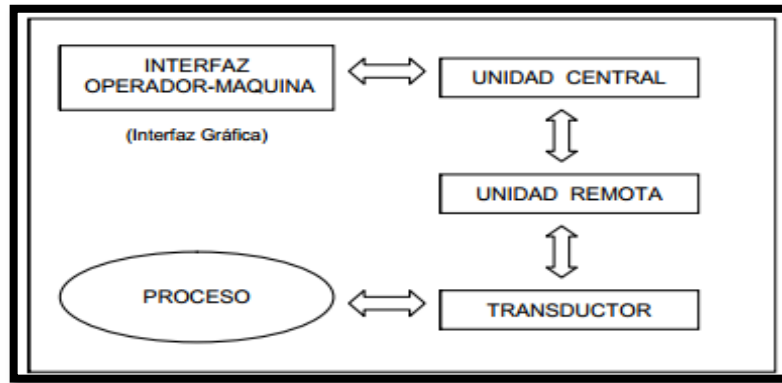 INTERFAZ
OPERADOR-MAQUINA
(Interfaz Gráfica)
UNIDAD CENTRAL
UNIDAD REMOTA
PROCESO
TRANSDUCTOR